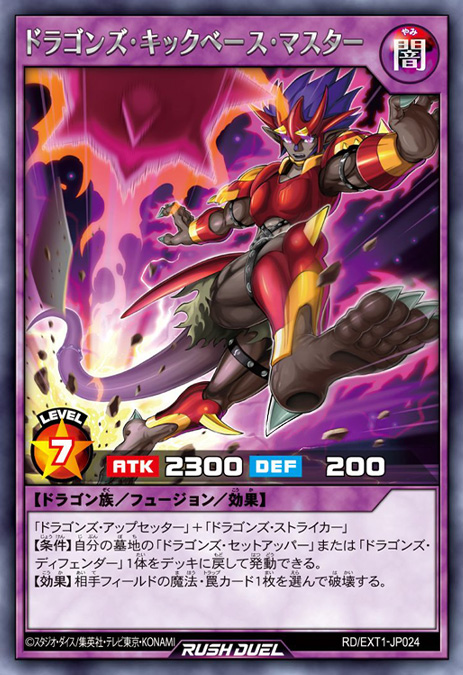 ドラゴンズ・キックベース・マスター
やみ
闇
LEVEL
7
ATK 2300 DEF 200
【ドラゴン族／フュージョン／効果】
「ドラゴンズ・アップセッター」+「ドラゴンズ・ストライカー」
【条件】自分の墓地の「ドラゴンズ・セットアッパー」または「ドラゴンズ・
ディフェンダー」1体をデッキに戻して発動できる。
【効果】相手フィールドの魔法・罠カード1枚を選んで破壊する。
©スタジオ・ダイス/集英社・テレビ東京・KONAMI
RUSH DUEL
RD/EXT1-JP024